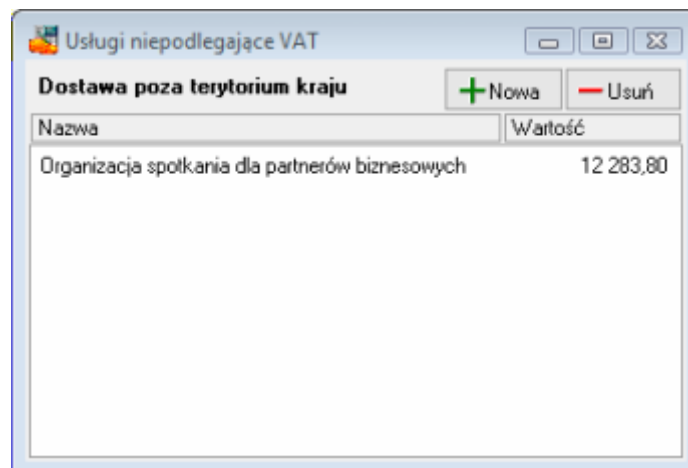 Usługi niepodlegające VAT
Dostawa poza terytorium kraju
Nowa
Usuń
Nazwa
Wartość
Organizacja spotkania dla partnerów biznesowych 12 283,80